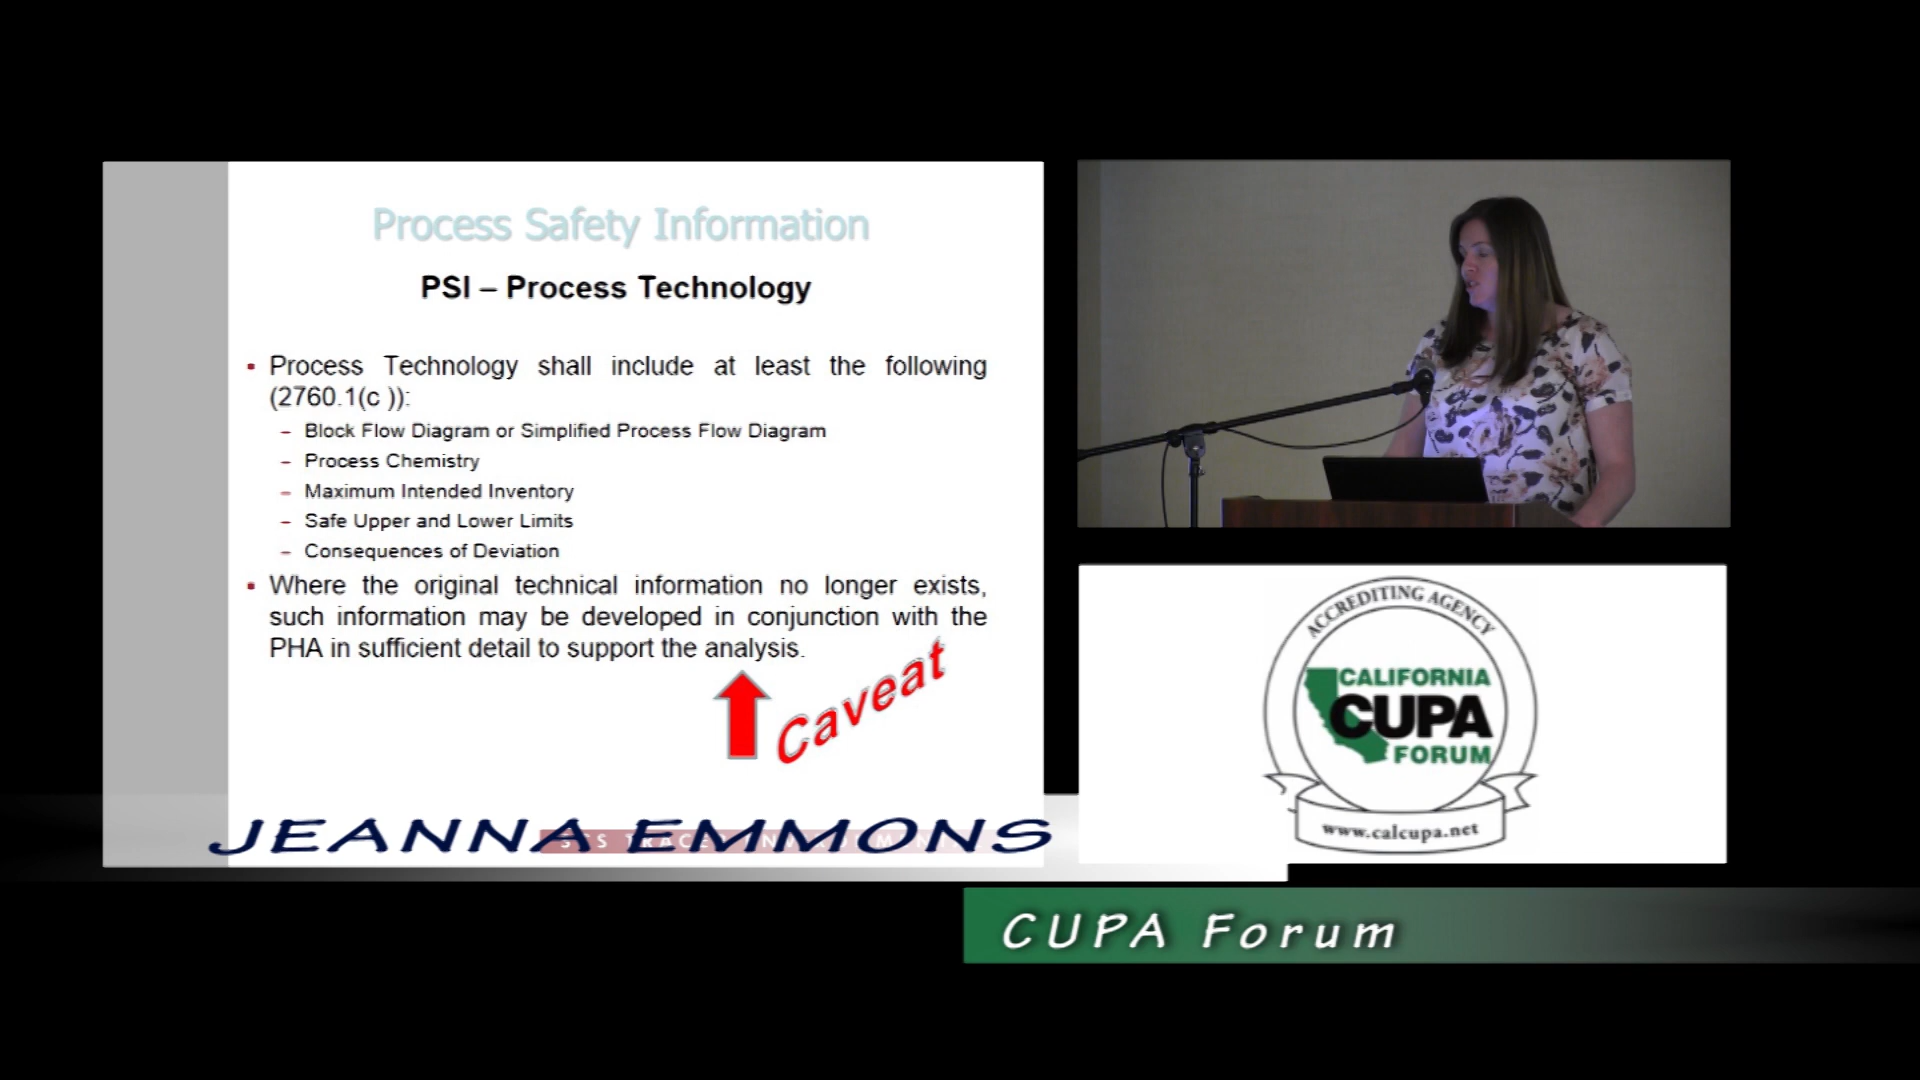 Process Safety Information
PSI – Process Technology
▪ Process Technology shall include at least the following
(2760.1(c )):
– Block Flow Diagram or Simplified Process Flow Diagram
– Process Chemistry
– Maximum Intended Inventory
– Safe Upper and Lower Limits
– Consequences of Deviation
▪ Where the original technical information no longer exists,
such information may be developed in conjunction with the
PHA in sufficient detail to support the analysis.
Caveat
JEANNA EMMONS
ACCREDITING AGENCY
CALIFORNIA
CUPA
FORUM
www.calcupa.net
CUPA Forum